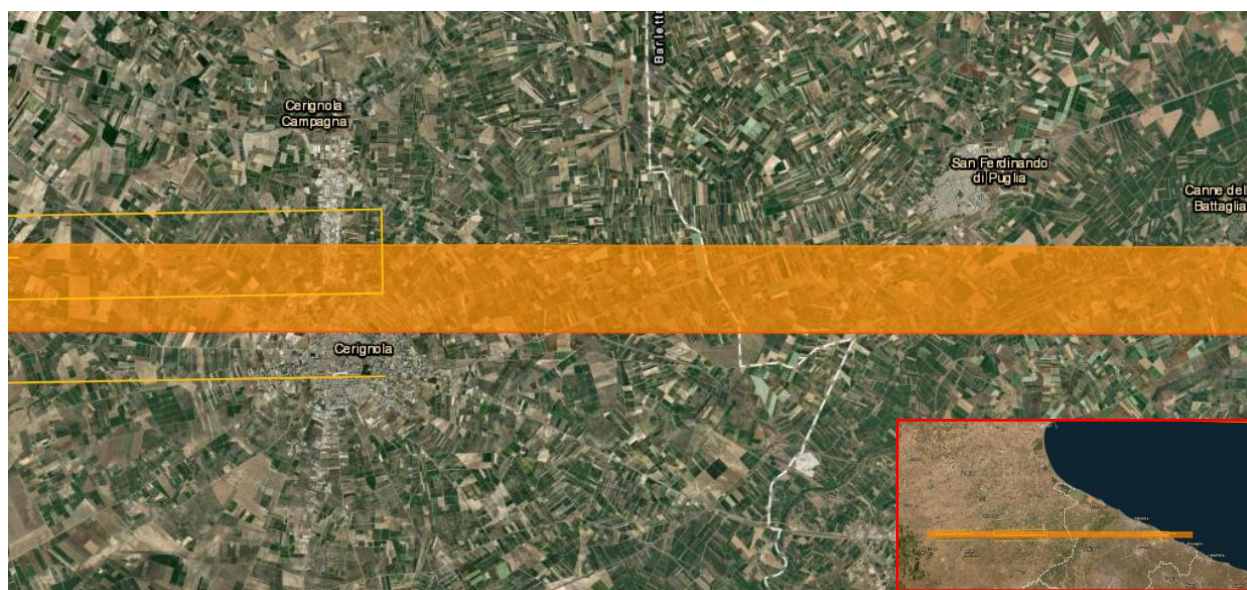 Barlett
Cerignola
Campagna
San Ferdinando
di Puglia
Canne del
Battaglia
Cerignola